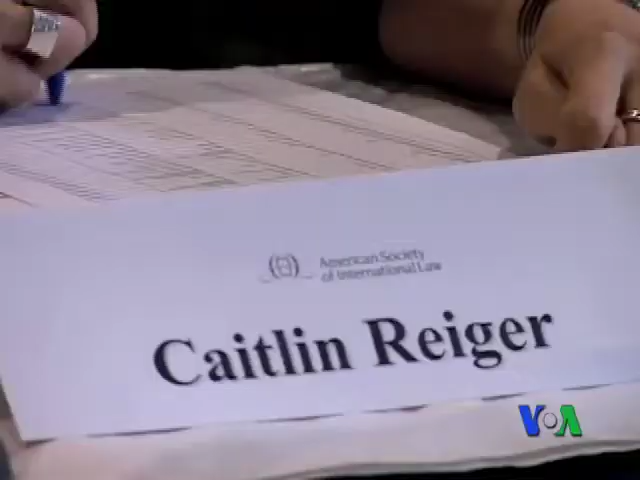 American Society
of International Law
Caitlin Reiger
VOA